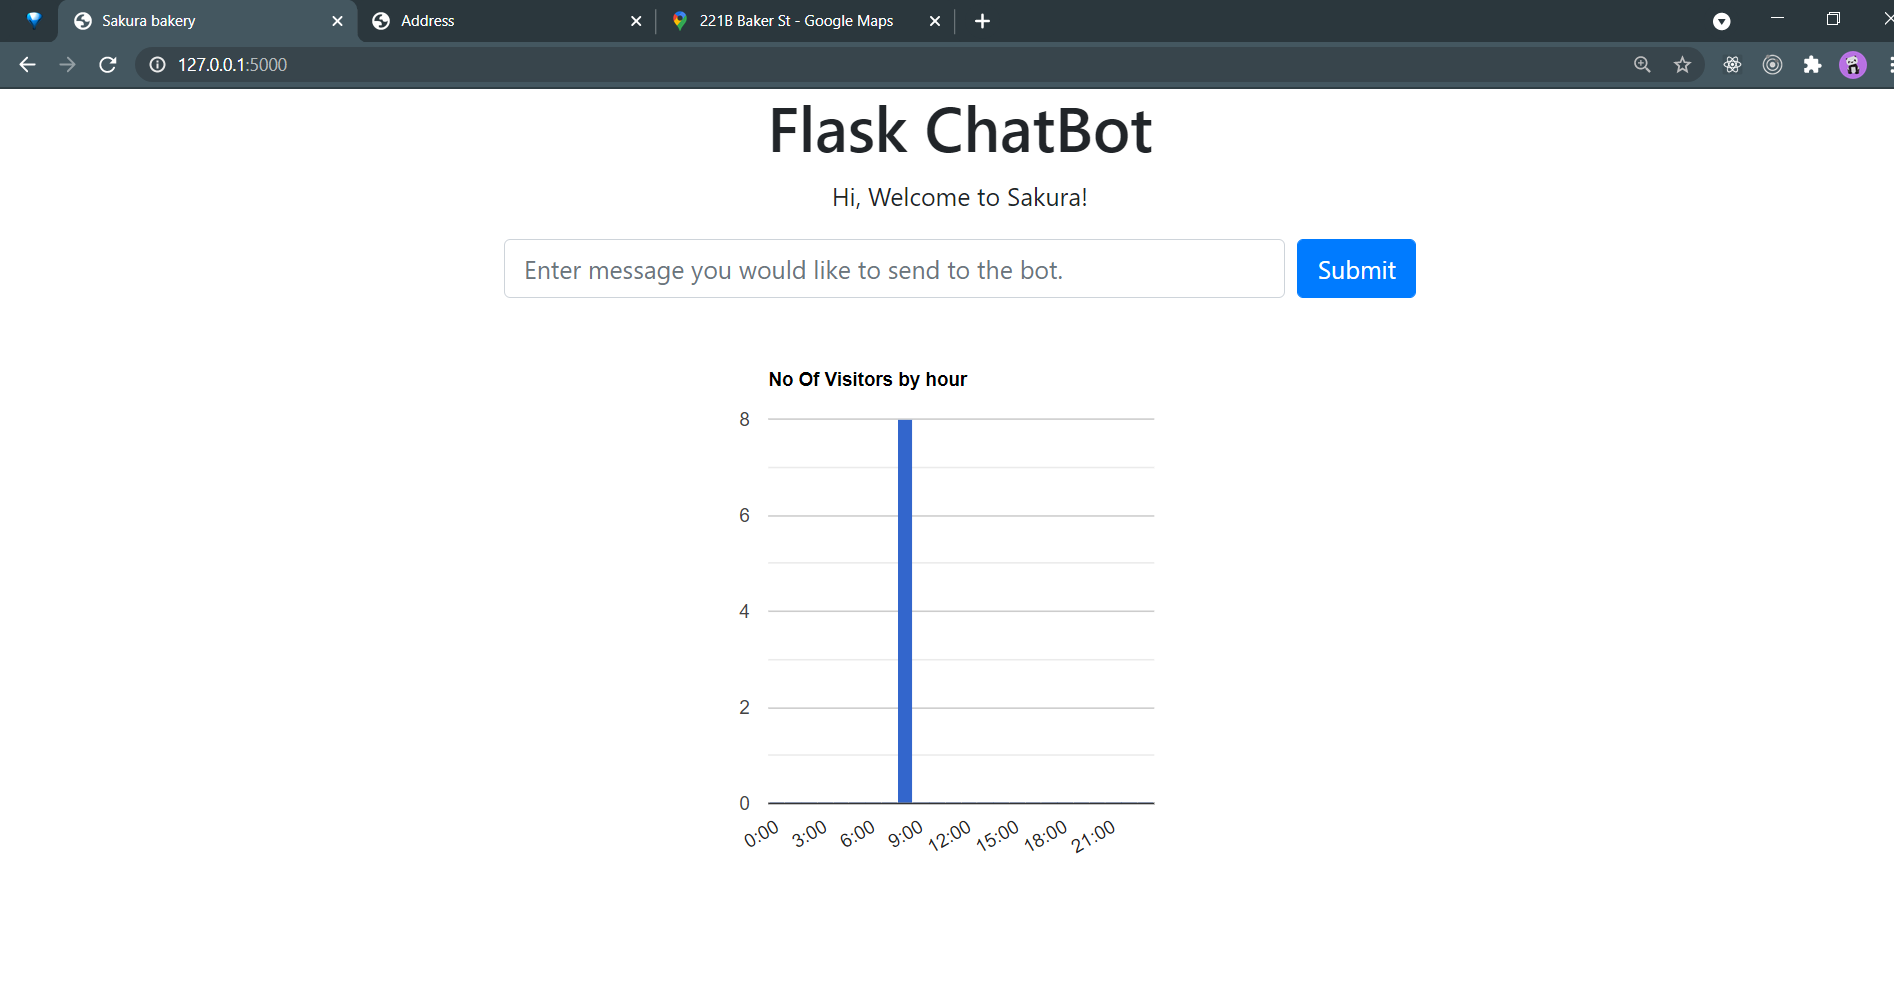 Sakura bakery
Address
221B Baker St - Google Maps
127.0.0.1:5000
Flask ChatBot
Hi, Welcome to Sakura!
Enter message you would like to send to the bot.
Submit
No Of Visitors by hour
8
6
4
2
0
0:00 3:00 6:00 9:00 12:00 15:00 18:00 21:00